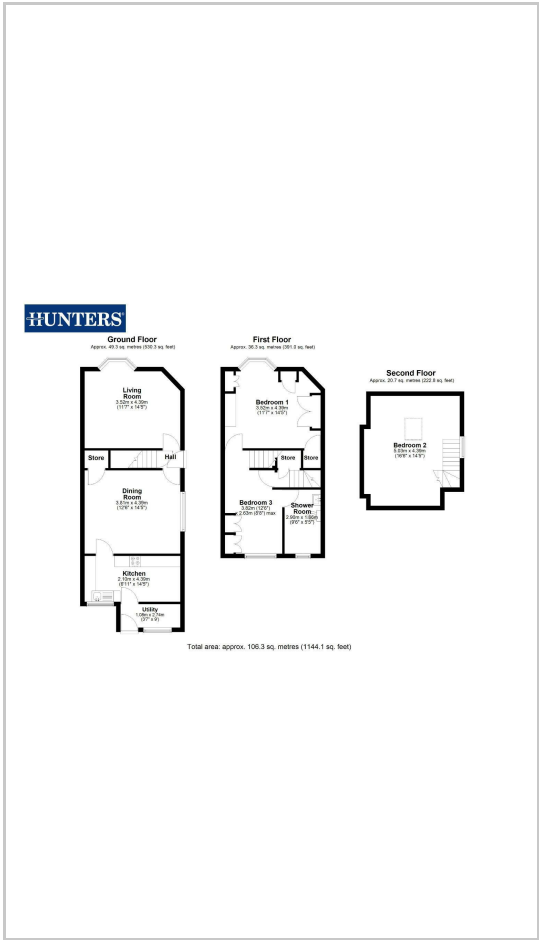 HUNTERS
Ground Floor
Approx. 49.3 sq. metres (530.3 sq. feet)
Living
Room
3.52m x 4.39m
(11'7" x 14'5")
Store
Hall
Dining
Room
3.81m x 4.39m
(12'6" x 14'5")
Kitchen
2.10m x 4.39m
(6'11" x 14'5")
Utility
1.08m x 2.74m
(3'7" x 9')
First Floor
Approx. 36.3 sq. metres (391.0 sq. feet)
Bedroom 1
3.52m x 4.39m
(11'7" x 14'5")
Store
Store
Bedroom 3
3.82m (12'6")
2.63m (8'8") max
Shower
Room
2.90m x 1.66m
(9'6" x 5'5")
Second Floor
Approx. 20.7 sq. metres (222.8 sq. feet)
Bedroom 2
5.03m x 4.39m
(16'6" x 14'5")
Total area: approx. 106.3 sq. metres (1144.1 sq. feet)